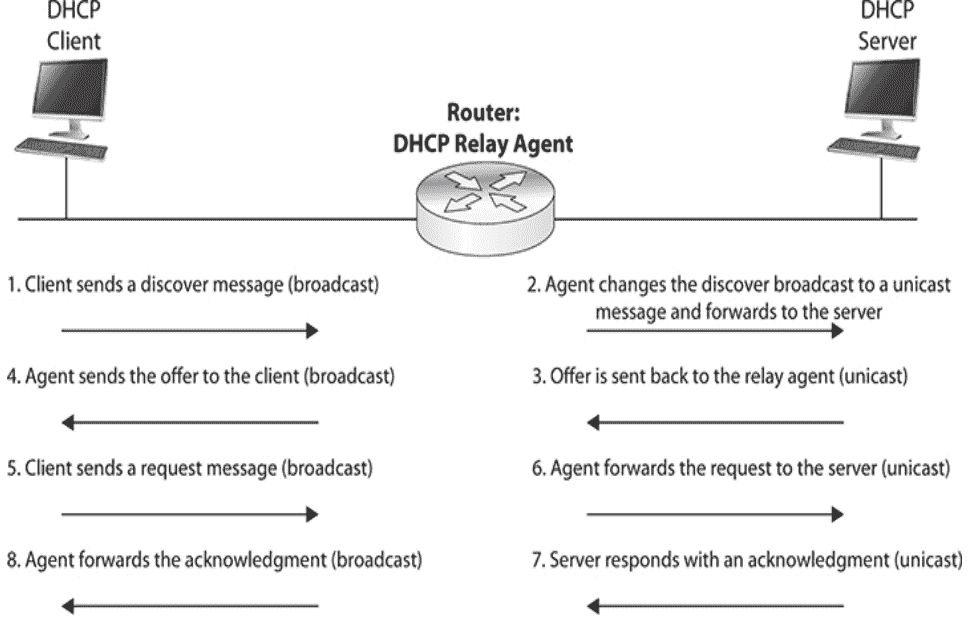 DHCP
Client
DHCP
Server
Router:
DHCP Relay Agent
1. Client sends a discover message (broadcast)
2. Agent changes the discover broadcast to a unicast
message and forwards to the server
4. Agent sends the offer to the client (broadcast)
3. Offer is sent back to the relay agent (unicast)
5. Client sends a request message (broadcast)
6. Agent forwards the request to the server (unicast)
8. Agent forwards the acknowledgment (broadcast)
7. Server responds with an acknowledgment (unicast)